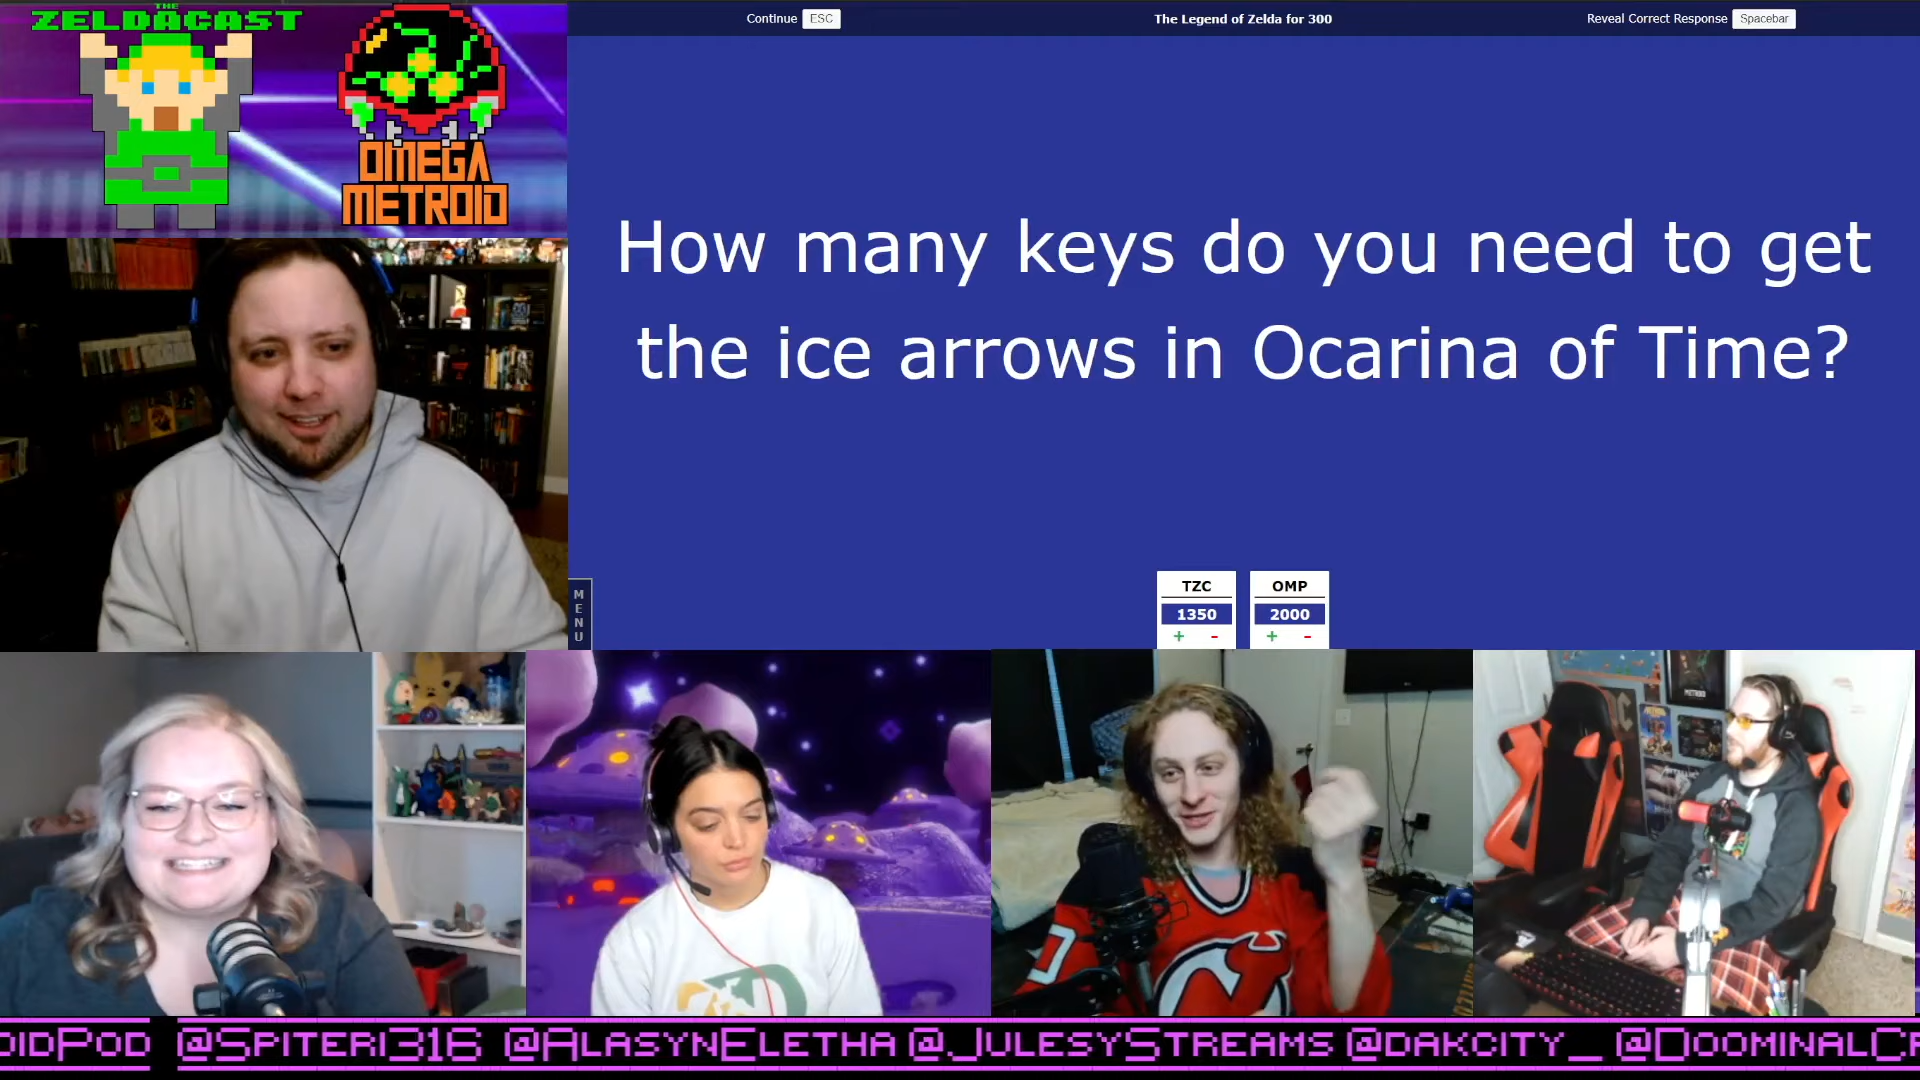 THE
ZELDACAST
OMEGA
METROID
Continue ESC
The Legend of Zelda for 300
Reveal Correct Response Spacebar
How many keys do you need to get
the ice arrows in Ocarina of Time?
MENU
TZC
1350
+ -
OMP
2000
+ -
METROID
OIDPOD @SPITERI316 @ALASYNELETHA @JULESYSTREAMS @DAKCITY_ @DOOMINALCR